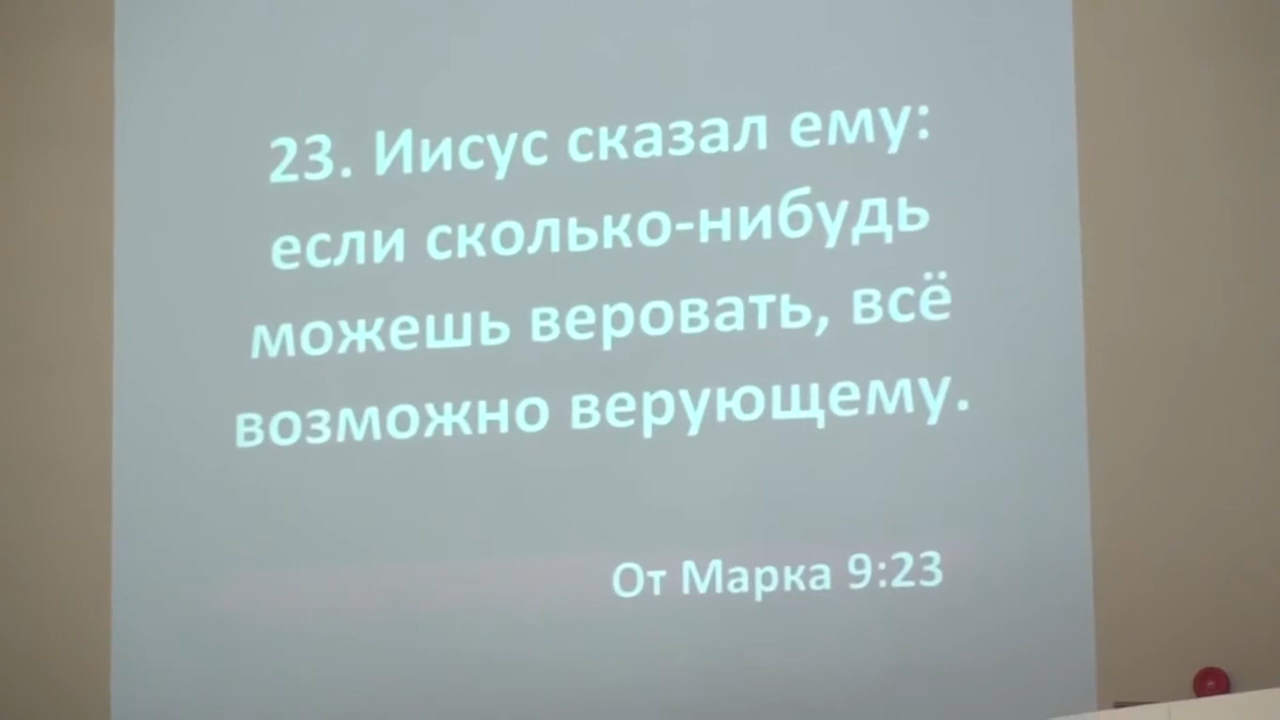 23. Иисус сказал ему:
если сколько-нибудь
можешь веровать, всё
возможно верующему.
От Марка 9:23